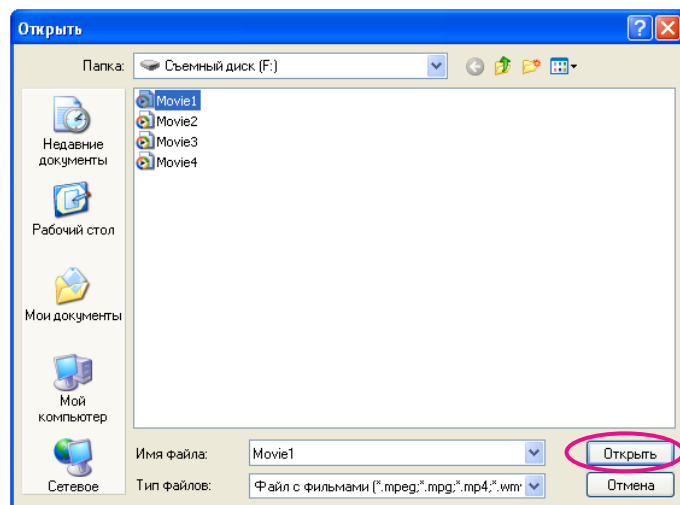 Открыть
Папка:
Съемный диск (F:)
Movie1
Movie2
Movie3
Movie4
Недавние
документы
Рабочий стол
Мои документы
Мой
компьютер
Сетевое
Имя файла:
Movie1
Открыть
Тип файлов:
Файл с фильмами (*.mpeg;*.mpg;*.mp4;*.wmv
Отмена